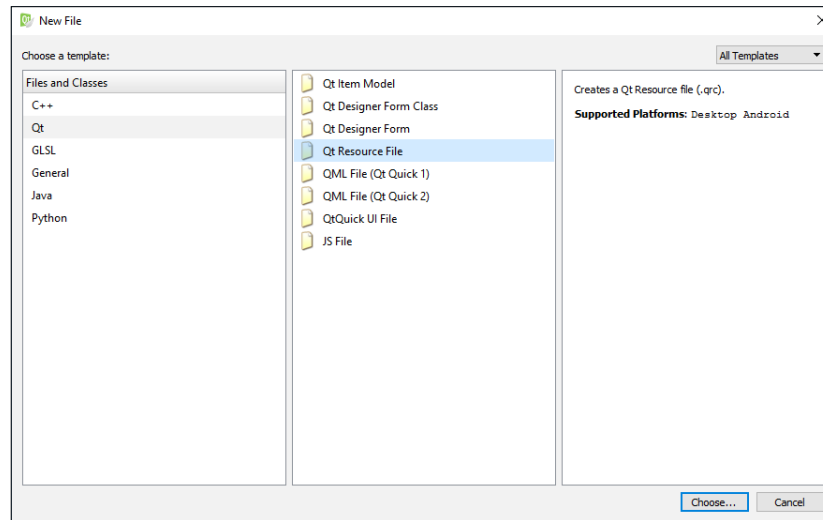 New File
Choose a template:
All Templates
Files and Classes
C++
Qt
GLSL
General
Java
Python
Qt Item Model
Qt Designer Form Class
Qt Designer Form
Qt Resource File
QML File (Qt Quick 1)
QML File (Qt Quick 2)
QtQuick UI File
JS File
Creates a Qt Resource file (.qrc).
Supported Platforms: Desktop Android
Choose...
Cancel